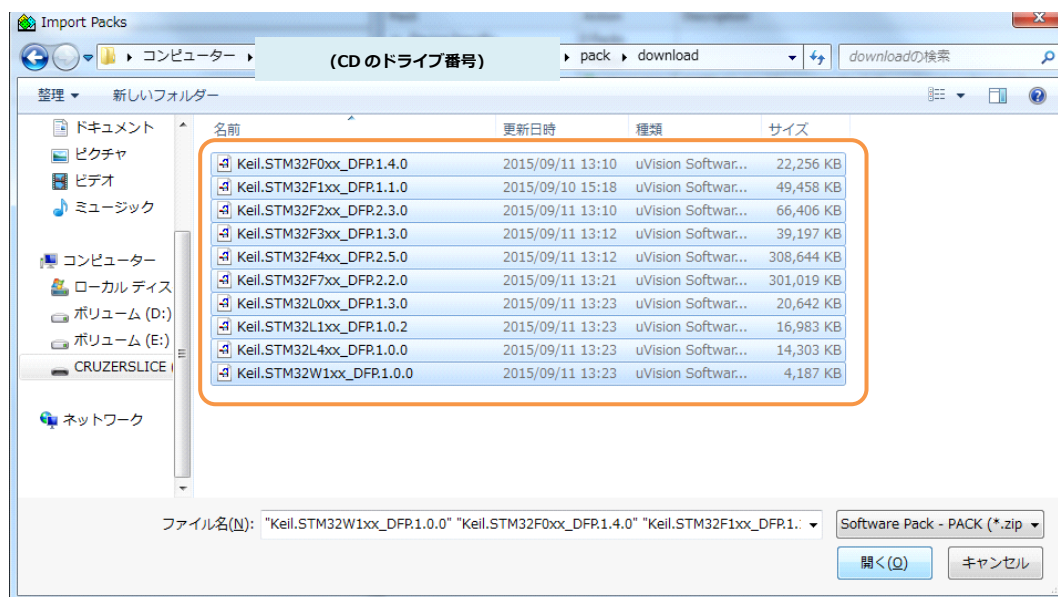 Import Packs
コンピューター (CD のドライブ番号) pack download downloadの検索
整理 新しいフォルダー
ドキュメント
ピクチャ
ビデオ
ミュージック
コンピューター
ローカル ディス
ボリューム (D:)
ボリューム (E:)
CRUZERSLICE (
ネットワーク
名前 更新日時 種類 サイズ
Keil.STM32F0xx_DFP.1.4.0 2015/09/11 13:10 uVision Softwar... 22,256 KB
Keil.STM32F1xx_DFP.1.1.0 2015/09/10 15:18 uVision Softwar... 49,458 KB
Keil.STM32F2xx_DFP.2.3.0 2015/09/11 13:10 uVision Softwar... 66,406 KB
Keil.STM32F3xx_DFP.1.3.0 2015/09/11 13:12 uVision Softwar... 39,197 KB
Keil.STM32F4xx_DFP.2.5.0 2015/09/11 13:12 uVision Softwar... 308,644 KB
Keil.STM32F7xx_DFP.2.2.0 2015/09/11 13:21 uVision Softwar... 301,019 KB
Keil.STM32L0xx_DFP.1.3.0 2015/09/11 13:23 uVision Softwar... 20,642 KB
Keil.STM32L1xx_DFP.1.0.2 2015/09/11 13:23 uVision Softwar... 16,983 KB
Keil.STM32L4xx_DFP.1.0.0 2015/09/11 13:23 uVision Softwar... 14,303 KB
Keil.STM32W1xx_DFP.1.0.0 2015/09/11 13:23 uVision Softwar... 4,187 KB
ファイル名(N): "Keil.STM32W1xx_DFP.1.0.0" "Keil.STM32F0xx_DFP.1.4.0" "Keil.STM32F1xx_DFP.1. Software Pack - PACK (*.zip
開く(O) キャンセル